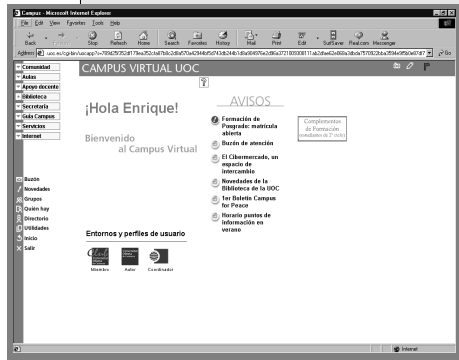 Campus - Microsoft Internet Explorer
File Edit View Favorites Tools Help
Back Stop Refresh Home Search Favorites History Mail Print Edit SurfSaver Real.com Messenger
Address Go
Comunidad
Aulas
Apoyo docente
Biblioteca
Secretaría
Guía Campus
Servicios
Internet
Buzón
Novedades
Grupos
Quién hay
Directorio
Utilidades
Inicio
Salir
CAMPUS VIRTUAL UOC
¡Hola Enrique!
Bienvenido
al Campus Virtual
AVISOS
Formación de
Posgrado: matrícula
abierta
Buzón de atención
El Cibermercado, un
espacio de
intercambio
Novedades de la
Biblioteca de la UOC
1er Boletín Campus
for Peace
Horario puntos de
información en
verano
Complementos
de Formación
(estudiantes de 2º ciclo)
Entornos y perfiles de usuario
Miembro Autor Coordinador
Internet